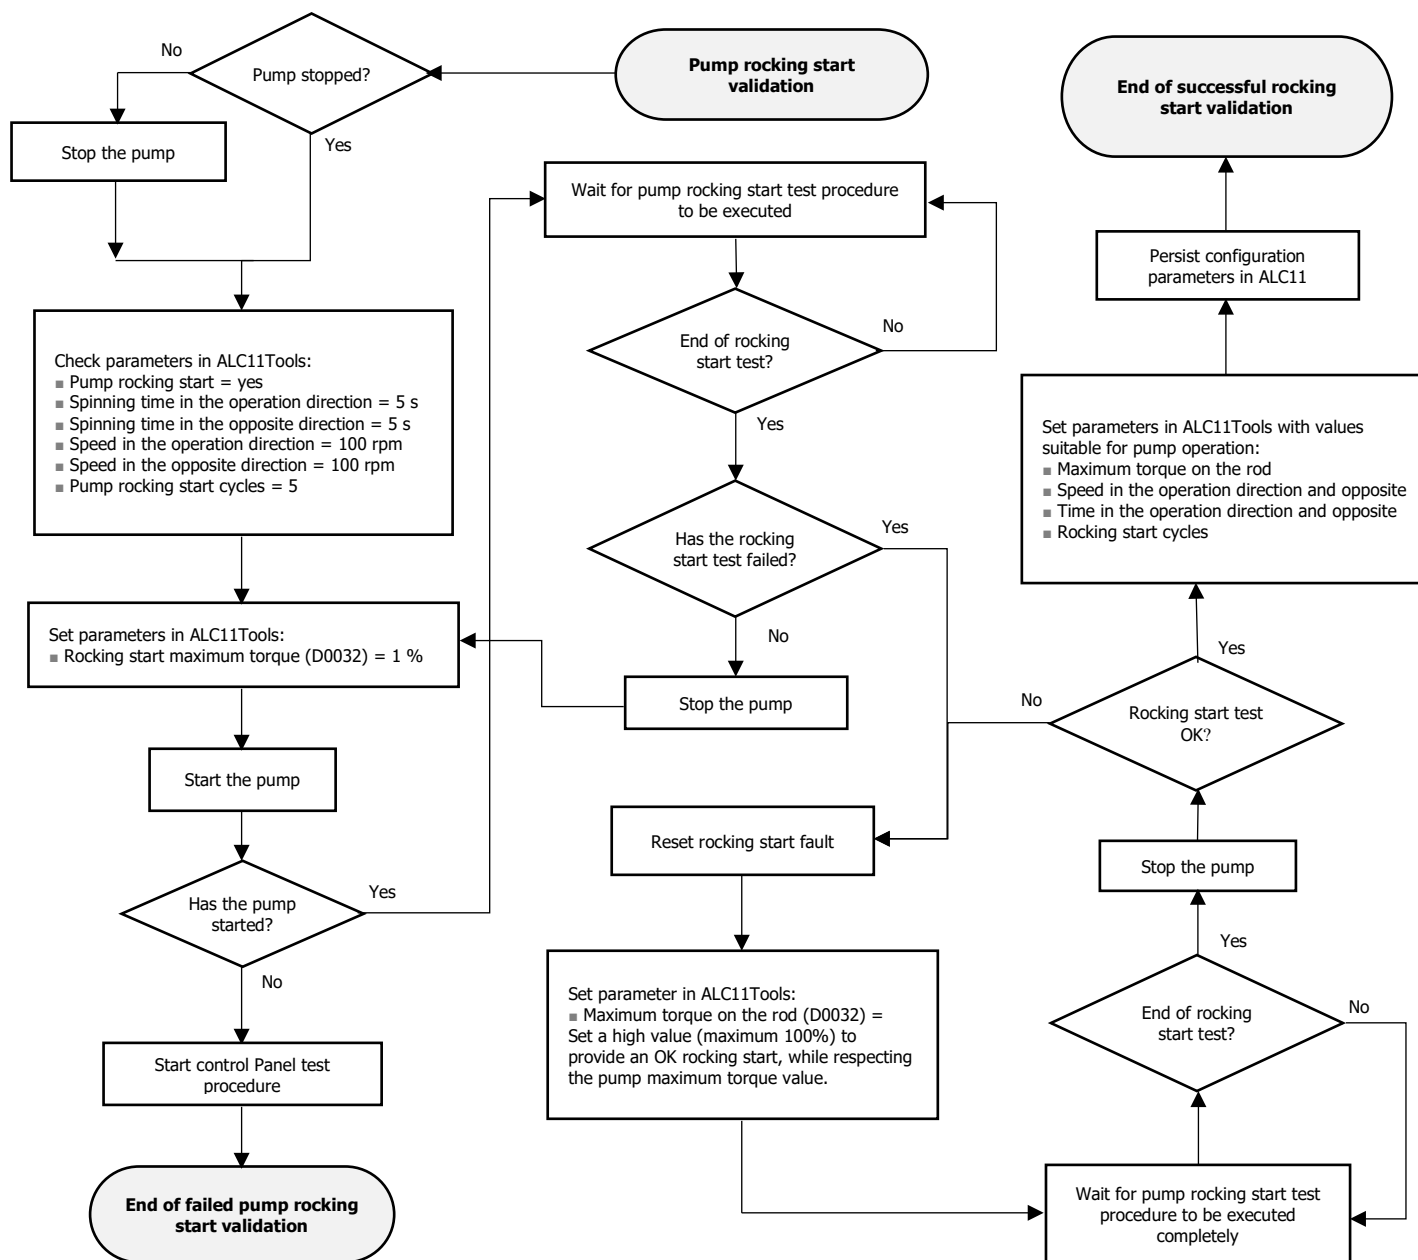 Pump rocking start
validation
Pump stopped?
No
Yes
Stop the pump
Check parameters in ALC11Tools:
■ Pump rocking start = yes
■ Spinning time in the operation direction = 5 s
■ Spinning time in the opposite direction = 5 s
■ Speed in the operation direction = 100 rpm
■ Speed in the opposite direction = 100 rpm
■ Pump rocking start cycles = 5
Set parameters in ALC11Tools:
■ Rocking start maximum torque (D0032) = 1 %
Start the pump
Has the pump
started?
Yes
No
Start control Panel test
procedure
End of failed pump rocking
start validation
Wait for pump rocking start test procedure
to be executed
End of rocking
start test?
No
Yes
Has the rocking
start test failed?
Yes
No
Stop the pump
Reset rocking start fault
Set parameter in ALC11Tools:
■ Maximum torque on the rod (D0032) =
Set a high value (maximum 100%) to
provide an OK rocking start, while respecting
the pump maximum torque value.
Wait for pump rocking start test
procedure to be executed
completely
End of rocking
start test?
No
Yes
Stop the pump
Rocking start test
OK?
No
Yes
Set parameters in ALC11Tools with values
suitable for pump operation:
■ Maximum torque on the rod
■ Speed in the operation direction and opposite
■ Time in the operation direction and opposite
■ Rocking start cycles
Persist configuration
parameters in ALC11
End of successful rocking
start validation